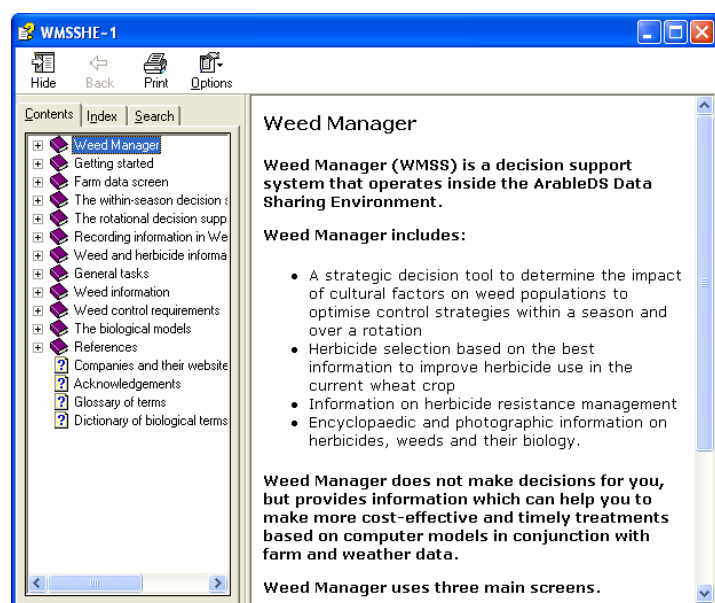 WMSSHE~1
Hide Back Print Options
Contents Index Search
Weed Manager
Getting started
Farm data screen
The within-season decision s
The rotational decision supp
Recording information in We
Weed and herbicide informa
General tasks
Weed information
Weed control requirements
The biological models
References
Companies and their website
Acknowledgements
Glossary of terms
Dictionary of biological terms
Weed Manager
Weed Manager (WMSS) is a decision support
system that operates inside the ArableDS Data
Sharing Environment.
Weed Manager includes:
• A strategic decision tool to determine the impact
of cultural factors on weed populations to
optimise control strategies within a season and
over a rotation
• Herbicide selection based on the best
information to improve herbicide use in the
current wheat crop
• Information on herbicide resistance management
• Encyclopaedic and photographic information on
herbicides, weeds and their biology.
Weed Manager does not make decisions for you,
but provides information which can help you to
make more cost-effective and timely treatments
based on computer models in conjunction with
farm and weather data.
Weed Manager uses three main screens.